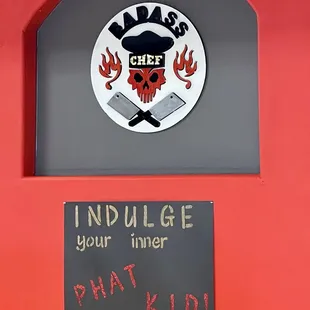 BADASS
CHEF
INDULGE
your inner
PHAT
KID!